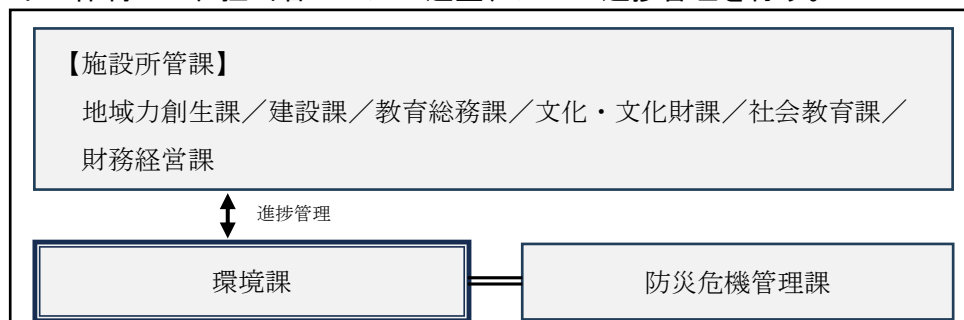 【施設所管課】
地域力創生課／建設課／教育総務課／文化・文化財課／社会教育課／
財務経営課
進捗管理
環境課
防災危機管理課